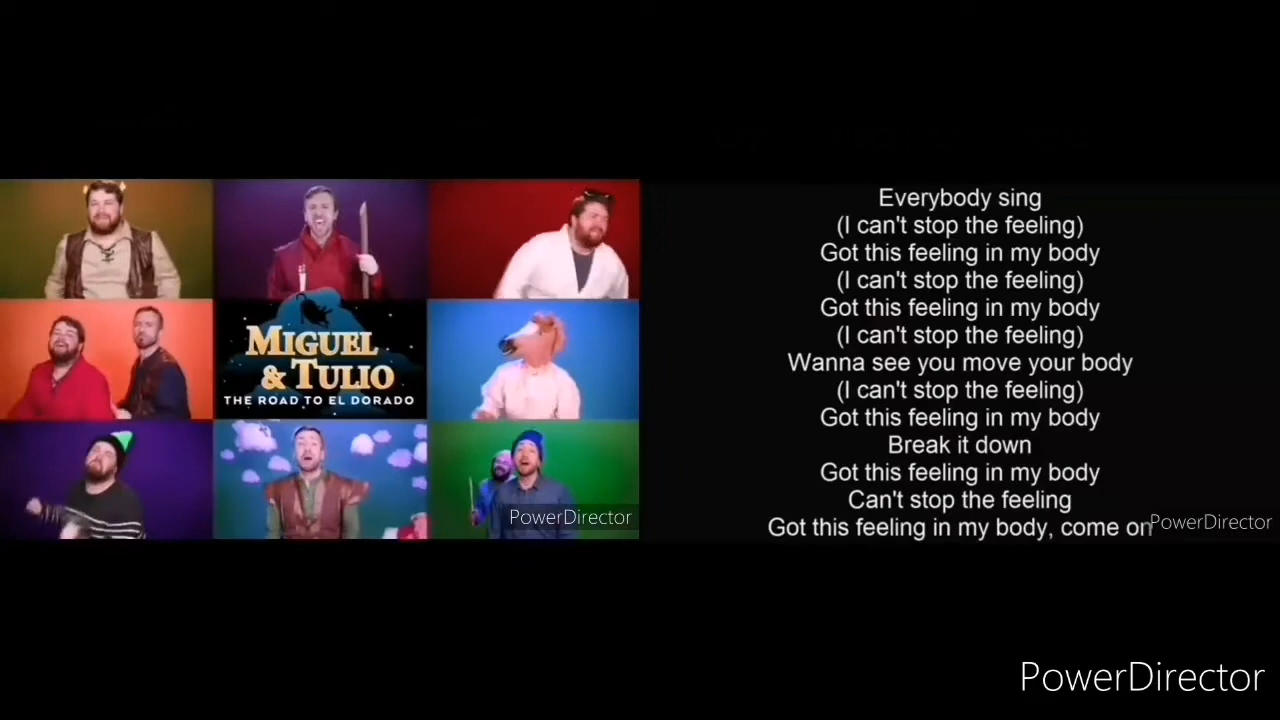 MIGUEL
& TULIO
THE ROAD TO EL DORADO
PowerDirector
Everybody sing
(I can't stop the feeling)
Got this feeling in my body
(I can't stop the feeling)
Got this feeling in my body
(I can't stop the feeling)
Wanna see you move your body
(I can't stop the feeling)
Got this feeling in my body
Break it down
Got this feeling in my body
Can't stop the feeling
Got this feeling in my body, come on
PowerDirector
PowerDirector